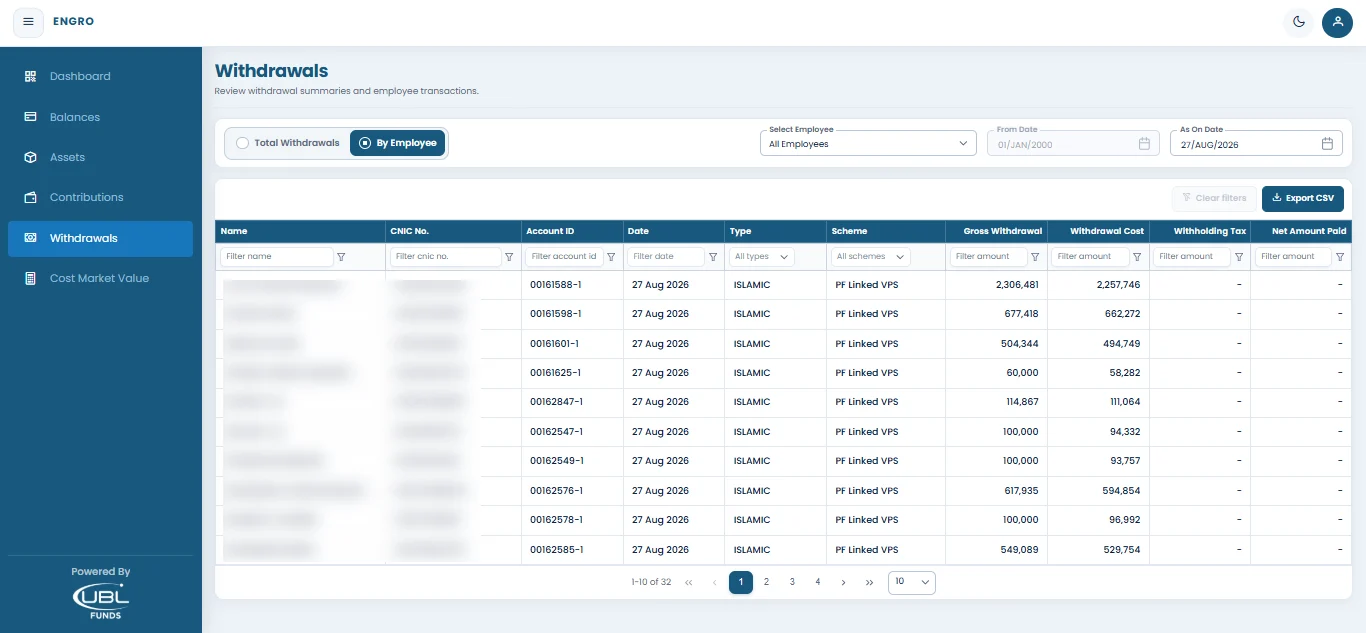 ENGRO
Dashboard
Balances
Assets
Contributions
Withdrawals
Cost Market Value
Powered By
UBL
FUNDS
Withdrawals
Review withdrawal summaries and employee transactions.
Total Withdrawals By Employee
Select Employee
All Employees
From Date
01/JAN/2000
As On Date
27/AUG/2026
Clear filters Export CSV
Name CNIC No. Account ID Date Type Scheme Gross Withdrawal Withdrawal Cost Withholding Tax Net Amount Paid
Filter name Filter cnic no. Filter account id Filter date All types All schemes Filter amount Filter amount Filter amount Filter amount
00161588-1 27 Aug 2026 ISLAMIC PF Linked VPS 2,306,481 2,257,746 - -
00161598-1 27 Aug 2026 ISLAMIC PF Linked VPS 677,418 662,272 - -
00161601-1 27 Aug 2026 ISLAMIC PF Linked VPS 504,344 494,749 - -
00161625-1 27 Aug 2026 ISLAMIC PF Linked VPS 60,000 58,282 - -
00162847-1 27 Aug 2026 ISLAMIC PF Linked VPS 114,867 111,064 - -
00162547-1 27 Aug 2026 ISLAMIC PF Linked VPS 100,000 94,332 - -
00162549-1 27 Aug 2026 ISLAMIC PF Linked VPS 100,000 93,757 - -
00162576-1 27 Aug 2026 ISLAMIC PF Linked VPS 617,935 594,854 - -
00162578-1 27 Aug 2026 ISLAMIC PF Linked VPS 100,000 96,992 - -
00162585-1 27 Aug 2026 ISLAMIC PF Linked VPS 549,089 529,754 - -
1-10 of 32 « ‹ 1 2 3 4 › » 10